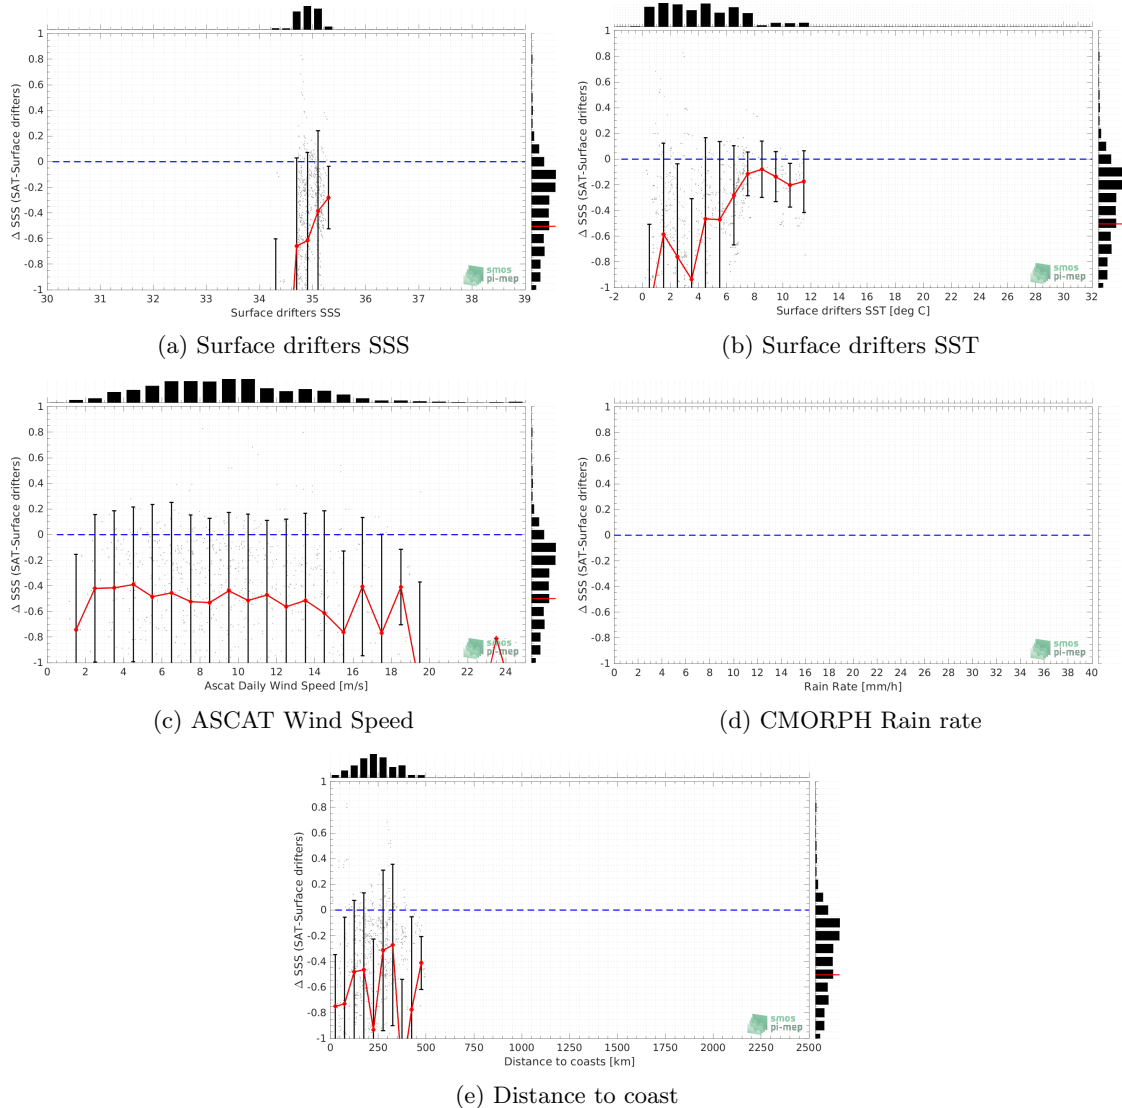 1
0.8
0.6
0.4
0.2
0
-0.2
-0.4
-0.6
-0.8
-1
Δ SSS (SAT-Surface drifters)
30 31 32 33 34 35 36 37 38 39
Surface drifters SSS
smos
pi-mep
(a) Surface drifters SSS
1
0.8
0.6
0.4
0.2
0
-0.2
-0.4
-0.6
-0.8
-1
Δ SSS (SAT-Surface drifters)
-2 0 2 4 6 8 10 12 14 16 18 20 22 24 26 28 30 32
Surface drifters SST [deg C]
smos
pi-mep
(b) Surface drifters SST
1
0.8
0.6
0.4
0.2
0
-0.2
-0.4
-0.6
-0.8
-1
Δ SSS (SAT-Surface drifters)
0 2 4 6 8 10 12 14 16 18 20 22 24
Ascat Daily Wind Speed [m/s]
smos
pi-mep
(c) ASCAT Wind Speed
1
0.8
0.6
0.4
0.2
0
-0.2
-0.4
-0.6
-0.8
-1
Δ SSS (SAT-Surface drifters)
0 2 4 6 8 10 12 14 16 18 20 22 24 26 28 30 32 34 36 38 40
Rain Rate [mm/h]
smos
pi-mep
(d) CMORPH Rain rate
1
0.8
0.6
0.4
0.2
0
-0.2
-0.4
-0.6
-0.8
-1
Δ SSS (SAT-Surface drifters)
0 250 500 750 1000 1250 1500 1750 2000 2250 2500
Distance to coasts [km]
smos
pi-mep
(e) Distance to coast